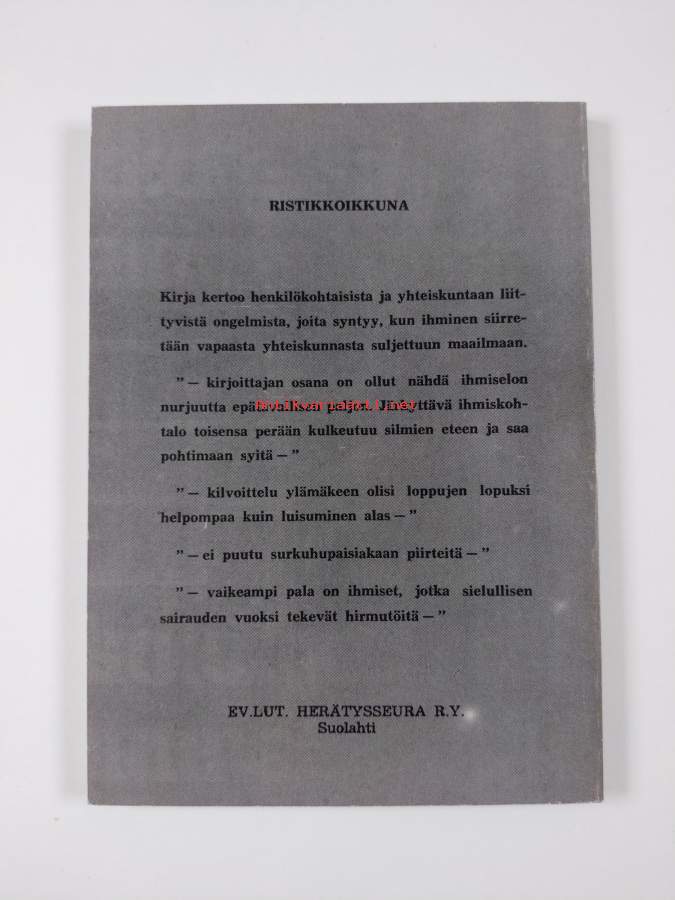 RISTIKKOIKKUNA
Kirja kertoo henkilökohtaisista ja yhteiskuntaan liit-
tyvistä ongelmista, joita syntyy, kun ihminen siirre-
tään vapaasta yhteiskunnasta suljettuun maailmaan.
"— kirjoittajan osana on ollut nähdä ihmiselon
nurjuutta paljon. Järkyttävä ihmiskoh-
talo toisensa perään kulkeutuu silmien eteen ja saa
pohtimaan syitä — "
"— kilvoittelu ylämäkeen olisi loppujen lopuksi
helpompaa kuin luisuminen alas — "
"— ei puutu surkuhupaisiakaan piirteitä — "
"— vaikeampi pala on ihmiset, jotka sielullisen
sairauden vuoksi tekevät hirmutöitä — "
EV.LUT. HERÄTYSSEURA R.Y.
Suolahti